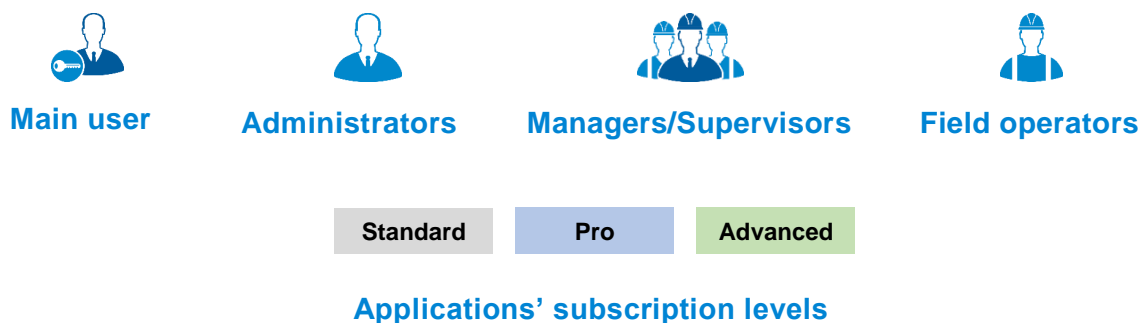 Main user
Administrators
Managers/Supervisors
Field operators
Standard
Pro
Advanced
Applications’ subscription levels